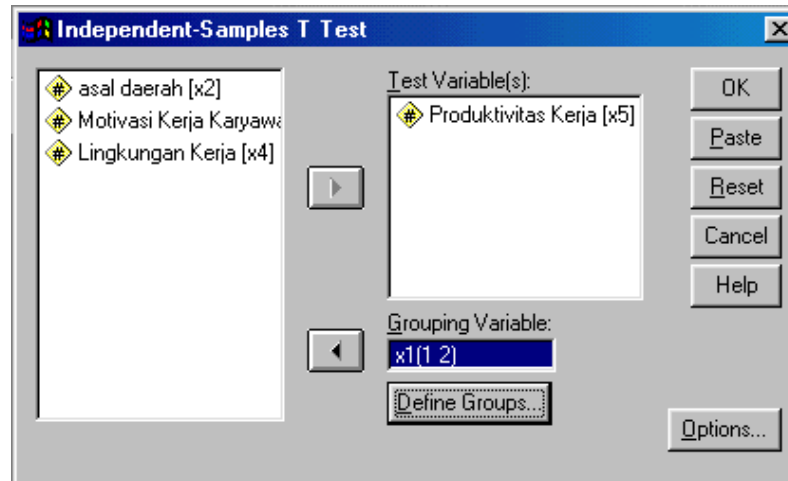 Independent-Samples T Test
asal daerah [x2]
Motivasi Kerja
Lingkungan Kerja [x4]
Test Variable(s):
Produktivitas Kerja [x5]
Grouping Variable:
x1(1 2)
Define Groups...
OK
Paste
Reset
Cancel
Help
Options...